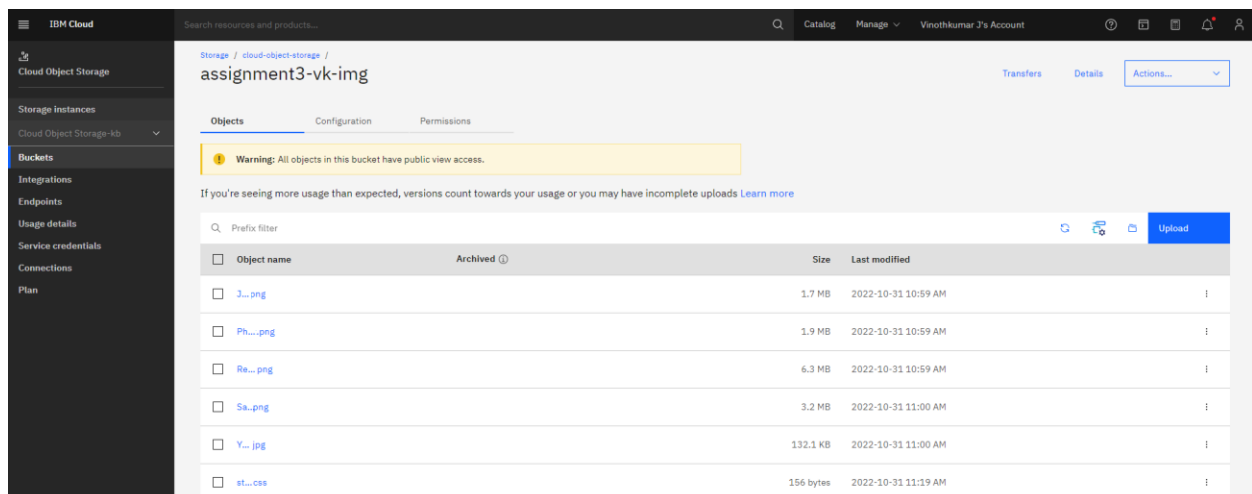 IBM Cloud
Search resources and products...
Catalog
Manage
Vinothkumar J's Account
Cloud Object Storage
Storage instances
Cloud Object Storage-kb
Buckets
Integrations
Endpoints
Usage details
Service credentials
Connections
Plan
Storage / cloud-object-storage /
assignment3-vk-img
Transfers
Details
Actions...
Objects
Configuration
Permissions
Warning: All objects in this bucket have public view access.
If you're seeing more usage than expected, versions count towards your usage or you may have incomplete uploads Learn more
Prefix filter
Upload
Object name Archived Size Last modified
J...png 1.7 MB 2022-10-31 10:59 AM
Ph....png 1.9 MB 2022-10-31 10:59 AM
Re...png 6.3 MB 2022-10-31 10:59 AM
Sa..png 3.2 MB 2022-10-31 11:00 AM
Y... jpg 132.1 KB 2022-10-31 11:00 AM
st...css 156 bytes 2022-10-31 11:19 AM